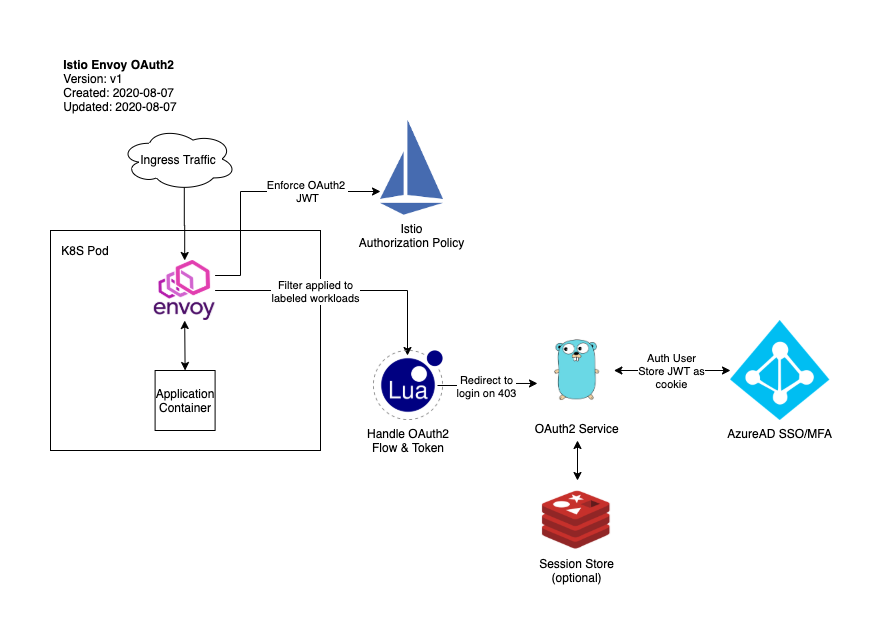 Istio Envoy OAuth2
Version: v1
Created: 2020-08-07
Updated: 2020-08-07
Ingress Traffic
Enforce OAuth2
JWT
Istio
Authorization Policy
K8S Pod
envoy
Filter applied to
labeled workloads
Application
Container
Lua
Handle OAuth2
Flow & Token
Redirect to
login on 403
OAuth2 Service
Auth User
Store JWT as
cookie
AzureAD SSO/MFA
Session Store
(optional)